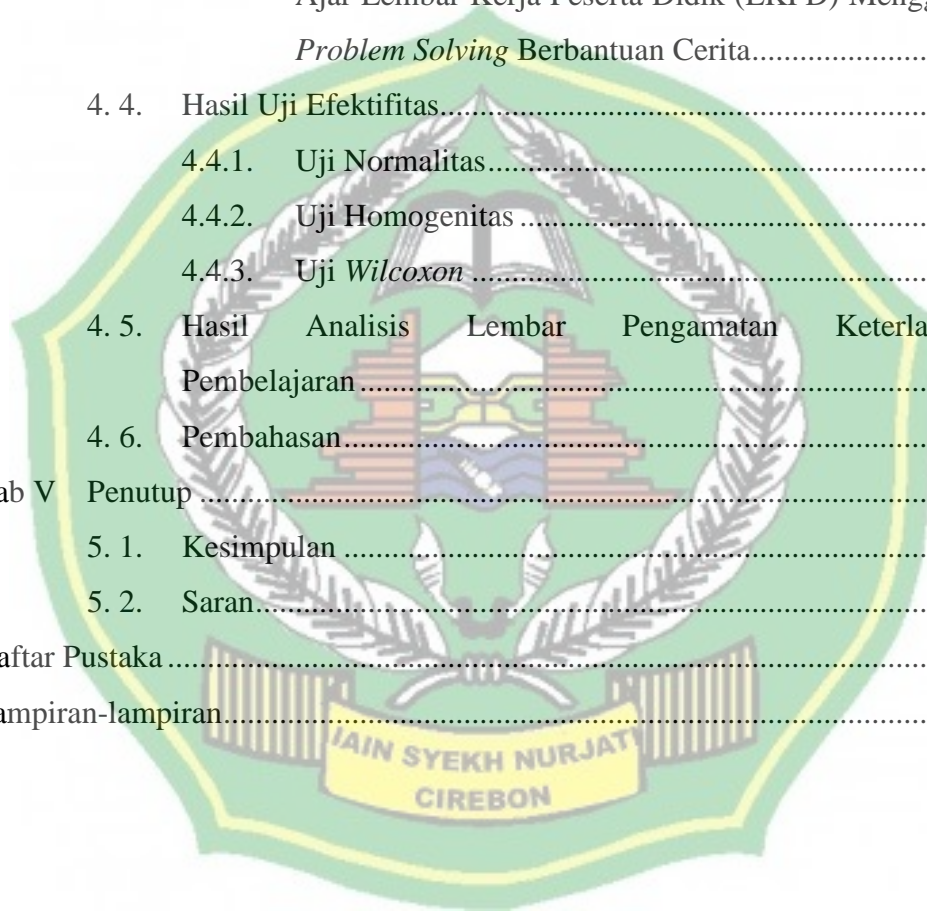 Ajar Lembar Kerja Peserta Didik (LKPD) Mengg
Problem Solving Berbantuan Cerita....................
4. 4. Hasil Uji Efektifitas....................
4.4.1. Uji Normalitas....................
4.4.2. Uji Homogenitas ....................
4.4.3. Uji Wilcoxon ....................
4. 5. Hasil Analisis Lembar Pengamatan Keterla
Pembelajaran ....................
4. 6. Pembahasan....................
ab V Penutup ....................
5. 1. Kesimpulan ....................
5. 2. Saran....................
aftar Pustaka ....................
ampiran-lampiran....................
IAIN SYEKH NURJATI
CIREBON